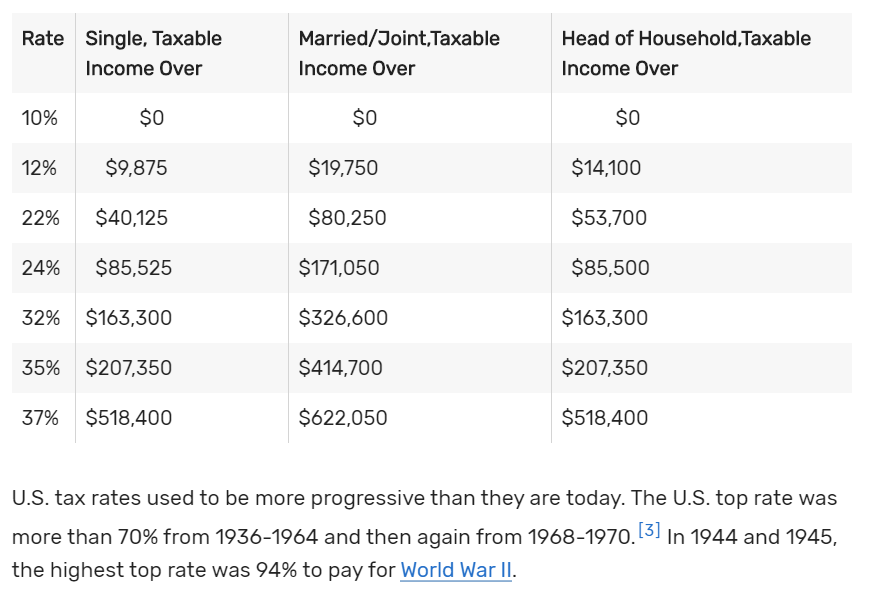 Rate Single, Taxable Income Over Married/Joint,Taxable Income Over Head of Household,Taxable Income Over
10% $0 $0 $0
12% $9,875 $19,750 $14,100
22% $40,125 $80,250 $53,700
24% $85,525 $171,050 $85,500
32% $163,300 $326,600 $163,300
35% $207,350 $414,700 $207,350
37% $518,400 $622,050 $518,400
U.S. tax rates used to be more progressive than they are today. The U.S. top rate was
more than 70% from 1936-1964 and then again from 1968-1970.[3] In 1944 and 1945,
the highest top rate was 94% to pay for World War II.